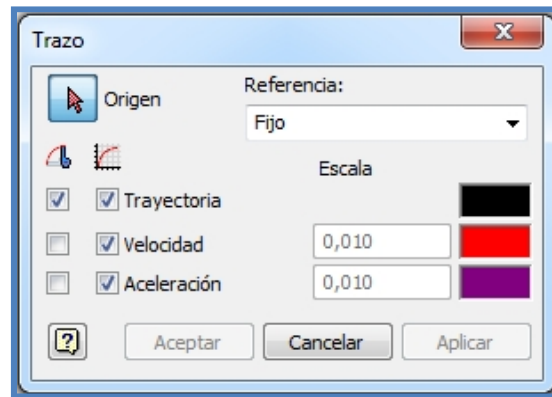 Trazo
Origen
Referencia:
Fijo
Escala
Trayectoria
Velocidad 0,010
Aceleración 0,010
Aceptar Cancelar Aplicar